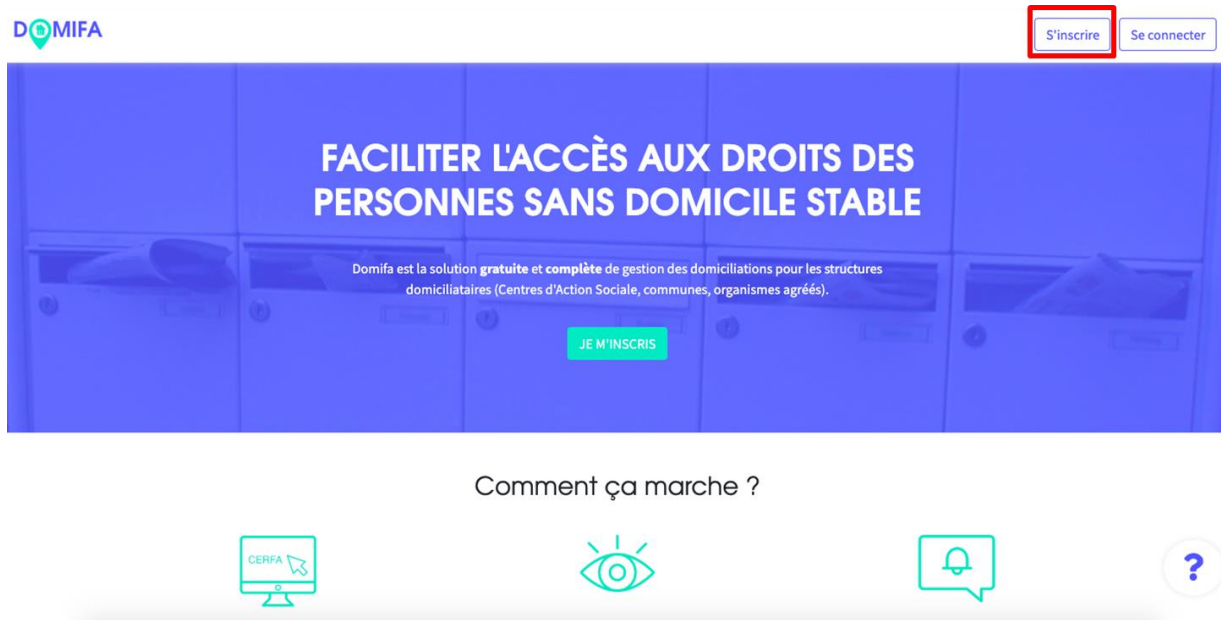 DOMIFA
S'inscrire
Se connecter
FACILITER L'ACCÈS AUX DROITS DES
PERSONNES SANS DOMICILE STABLE
Domifa est la solution gratuite et complète de gestion des domiciliations pour les structures
domiciliataires (Centres d'Action Sociale, communes, organismes agréés).
JE M'INSCRIS
Comment ça marche ?
CERFA
?